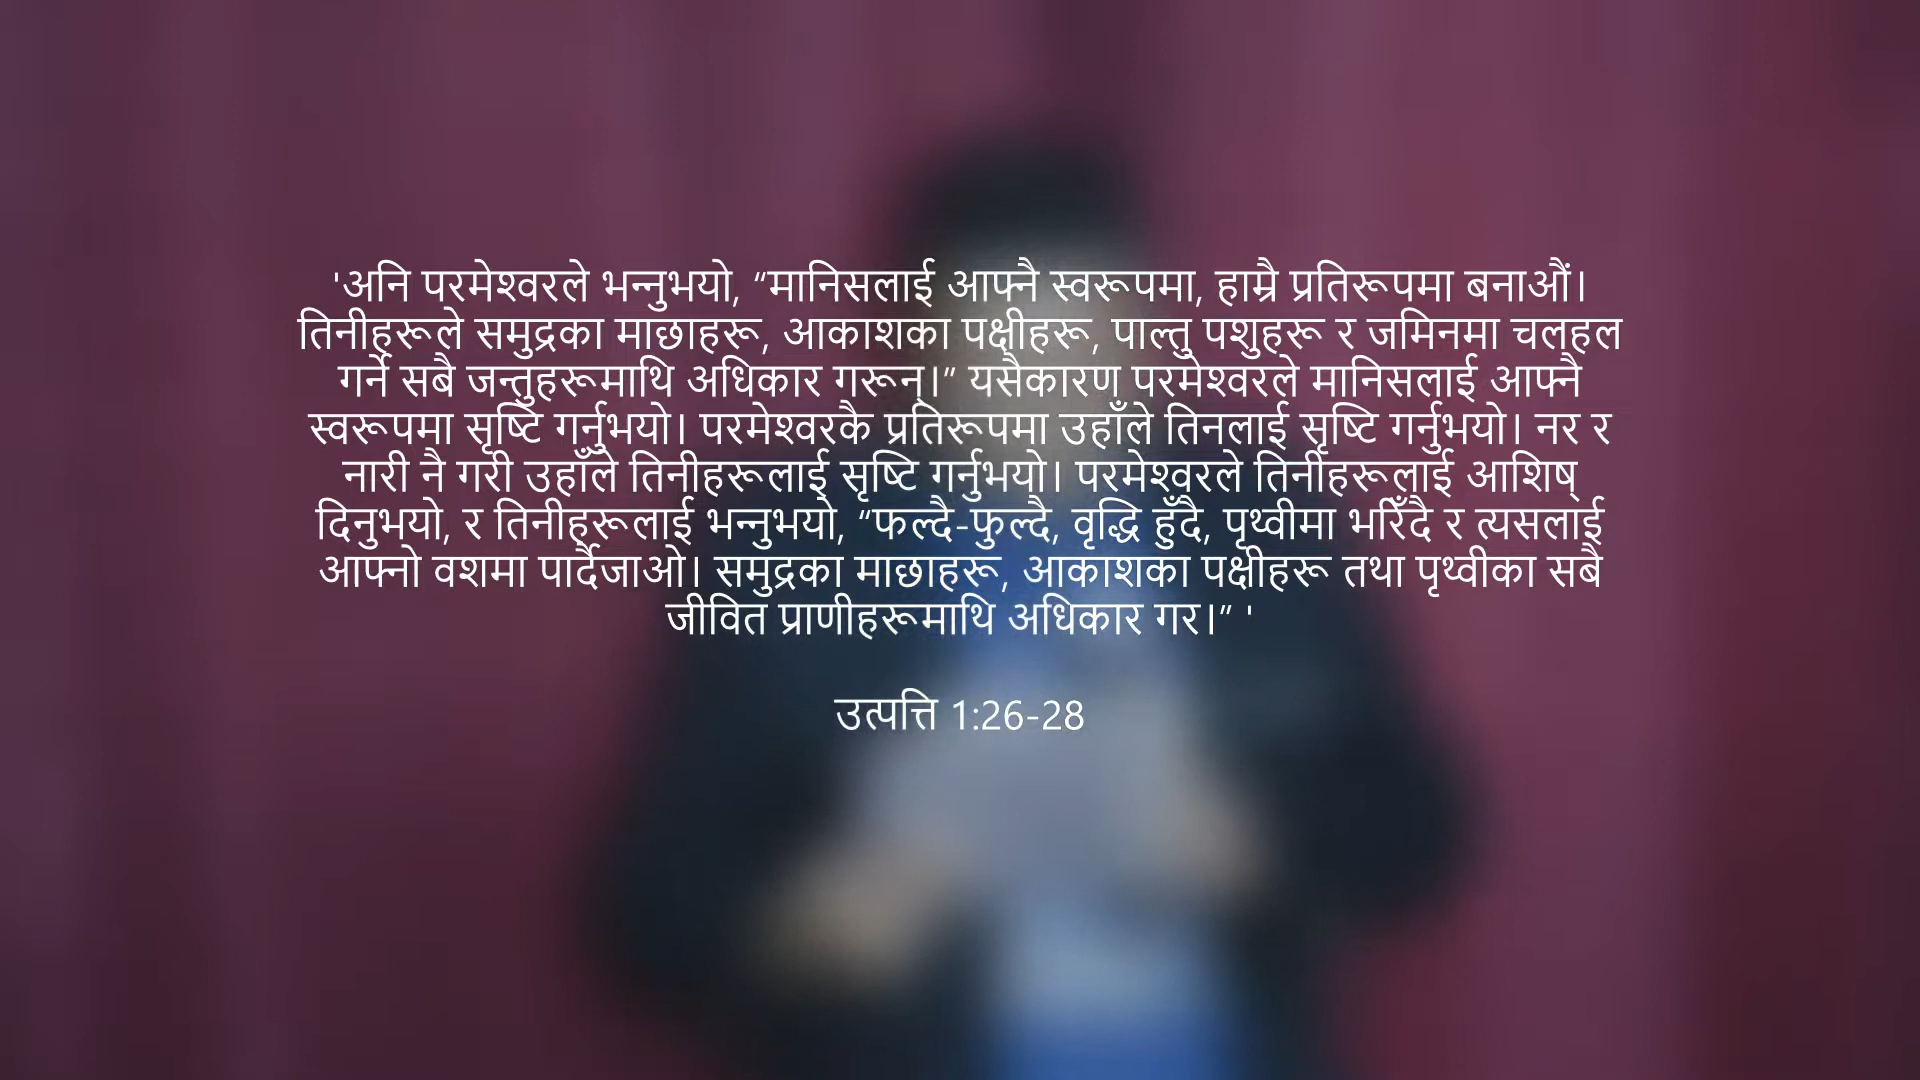 'अनि परमेश्वरले भन्नुभयो, “मानिसलाई आफ्नै स्वरूपमा, हाम्रै प्रतिरूपमा बनाऔं।
तिनीहरूले समुद्रका माछाहरू, आकाशका पक्षीहरू, पाल्तु पशुहरू र जमिनमा चलहल
गर्ने सबै जन्तुहरूमाथि अधिकार गरून्।” यसैकारण परमेश्वरले मानिसलाई आफ्नै
स्वरूपमा सृष्टि गर्नुभयो। परमेश्वरकै प्रतिरूपमा उहाँले तिनलाई सृष्टि गर्नुभयो। नर र
नारी नै गरी उहाँले तिनीहरूलाई सृष्टि गर्नुभयो। परमेश्वरले तिनीहरूलाई आशिष्
दिनुभयो, र तिनीहरूलाई भन्नुभयो, “फल्दै-फुल्दै, वृद्धि हुँदै, पृथ्वीमा भरिँदै र त्यसलाई
आफ्नो वशमा पार्दैजाओ। समुद्रका माछाहरू, आकाशका पक्षीहरू तथा पृथ्वीका सबै
जीवित प्राणीहरूमाथि अधिकार गर।” '
उत्पत्ति 1:26-28